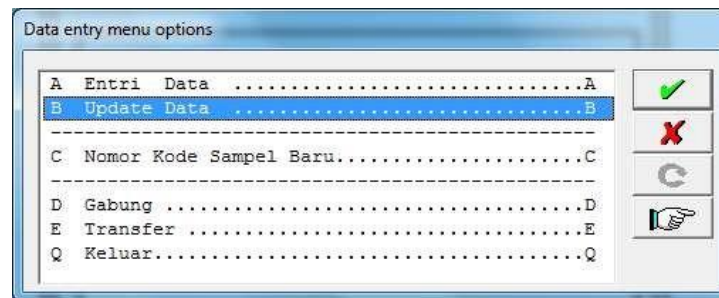 Data entry menu options
A Entri Data ...............................A
B Update Data ...............................B
-------------------------------------------------
C Nomor Kode Sampel Baru......................C
-------------------------------------------------
D Gabung .....................................D
E Transfer ...................................E
Q Keluar......................................Q